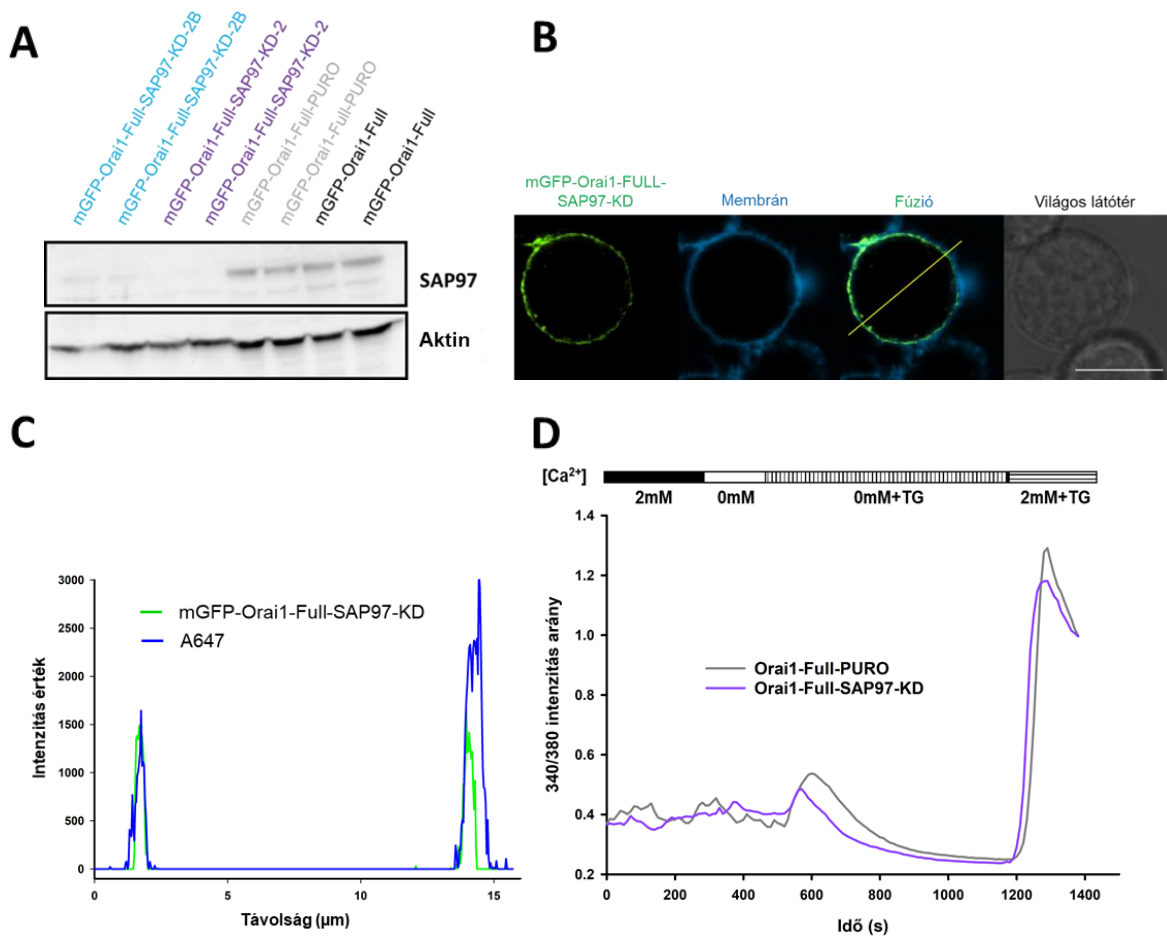 A
mGFP-Orai1-Full-SAP97-KD-2B
mGFP-Orai1-Full-SAP97-KD-2B
mGFP-Orai1-Full-SAP97-KD-2
mGFP-Orai1-Full-SAP97-KD-2
mGFP-Orai1-Full-PURO
mGFP-Orai1-Full-PURO
mGFP-Orai1-Full
mGFP-Orai1-Full
SAP97
Aktin
B
mGFP-Orai1-FULL-
SAP97-KD
Membrán
Fúzió
Világos látótér
C
3000
2500
2000
1500
1000
500
0
Intenzitás érték
mGFP-Orai1-Full-SAP97-KD
A647
0 5 10 15
Távolság (µm)
D
[Ca²⁺]
2mM 0mM 0mM+TG 2mM+TG
1.4
1.2
1.0
0.8
0.6
0.4
0.2
340/380 intenzitás arány
Orai1-Full-PURO
Orai1-Full-SAP97-KD
0 200 400 600 800 1000 1200 1400
Idő (s)